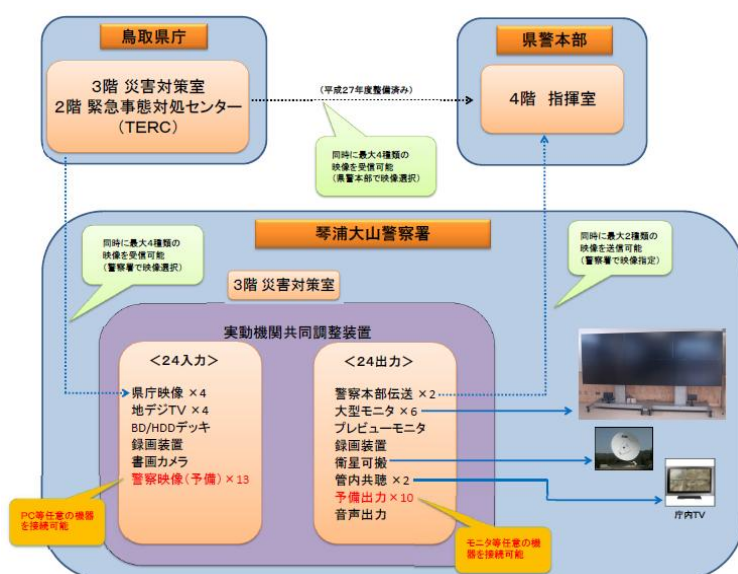 鳥取県庁
3階 災害対策室
2階 緊急事態対処センター
（TERC）
（平成27年度整備済み）
県警本部
4階 指揮室
同時に最大4種類の
映像を受信可能
（県警本部で映像選択）
琴浦大山警察署
同時に最大4種類の
映像を受信可能
（警察署で映像選択）
同時に最大2種類の
映像を送信可能
（警察署で映像指定）
3階 災害対策室
実動機関共同調整装置
＜24入力＞
県庁映像 ×4
地デジTV ×4
BD/HDDデッキ
録画装置
書画カメラ
警察映像（予備）×13
＜24出力＞
警察本部伝送 ×2
大型モニタ ×6
プレビューモニタ
録画装置
衛星可搬
管内共聴 ×2
予備出力×10
音声出力
PC等任意の機器
を接続可能
モニタ等任意の機
器を接続可能
庁内TV